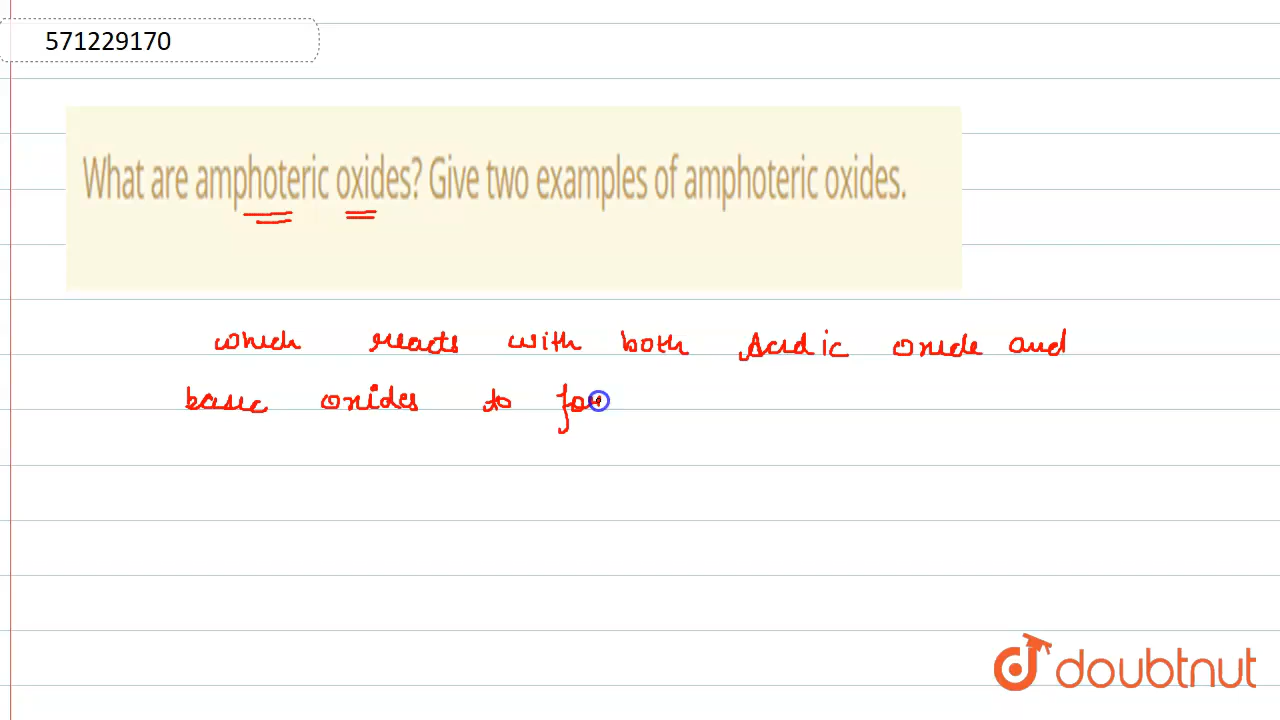 571229170
What are amphoteric oxides? Give two examples of amphoteric oxides.
which reacts with both Acidic oxide and
basic oxides to for
doubtnut